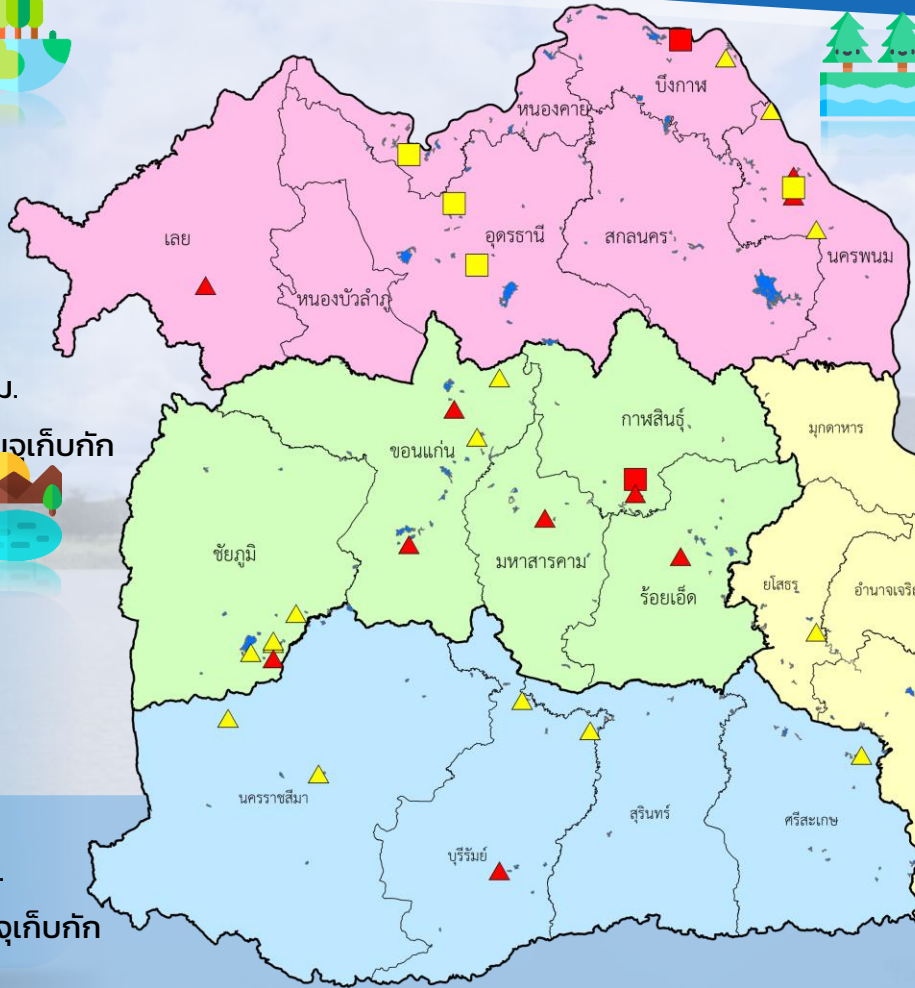 บึงกาฬ
หนองคาย
เลย
อุดรธานี
สกลนคร
นครพนม
หนองบัวลำภู
ม.
กาฬสินธุ์
มุกดาหาร
ขอนแก่น
จุเก็บกัก
ชัยภูมิ
มหาสารคาม
ร้อยเอ็ด
ยโสธร
อำนาจเจริ
นครราชสีมา
สุรินทร์
ศรีสะเกษ
บุรีรัมย์
.
จุเก็บกัก